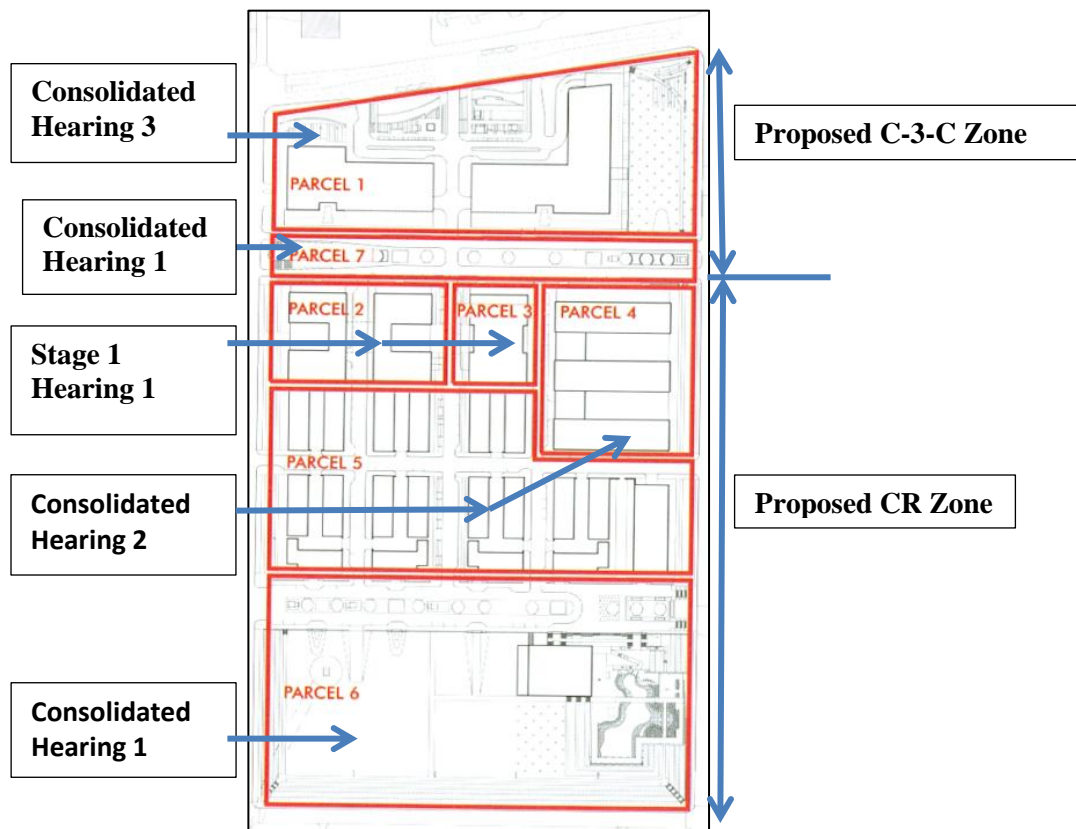 Consolidated
Hearing 3
Proposed C-3-C Zone
PARCEL 1
Consolidated
Hearing 1
PARCEL 7
PARCEL 2
PARCEL 3
PARCEL 4
Stage 1
Hearing 1
PARCEL 5
Consolidated
Hearing 2
Proposed CR Zone
PARCEL 6
Consolidated
Hearing 1